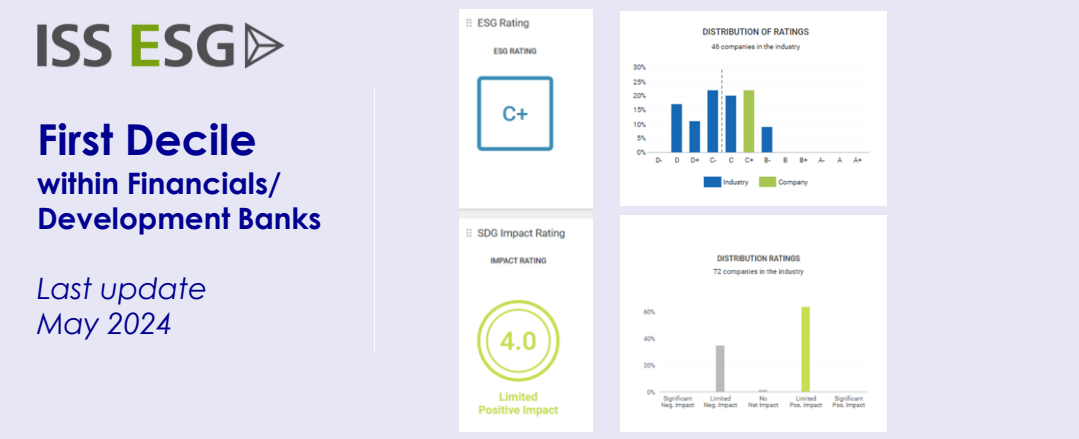 ISS ESG
First Decile
within Financials/
Development Banks
Last update
May 2024
ESG Rating
ESG RATING
C+
SDG Impact Rating
IMPACT RATING
4.0
Limited
Positive Impact
DISTRIBUTION OF RATINGS
46 companies in the industry
30%
25%
20%
15%
10%
5%
0%
D- D D+ C- C C+ B- B B+ A- A A+
Industry Company
DISTRIBUTION RATINGS
72 companies in the industry
60%
40%
20%
0%
Significant Limited No Limited Significant
Neg. Impact Neg. Impact Net Impact Pos. Impact Pos. Impact